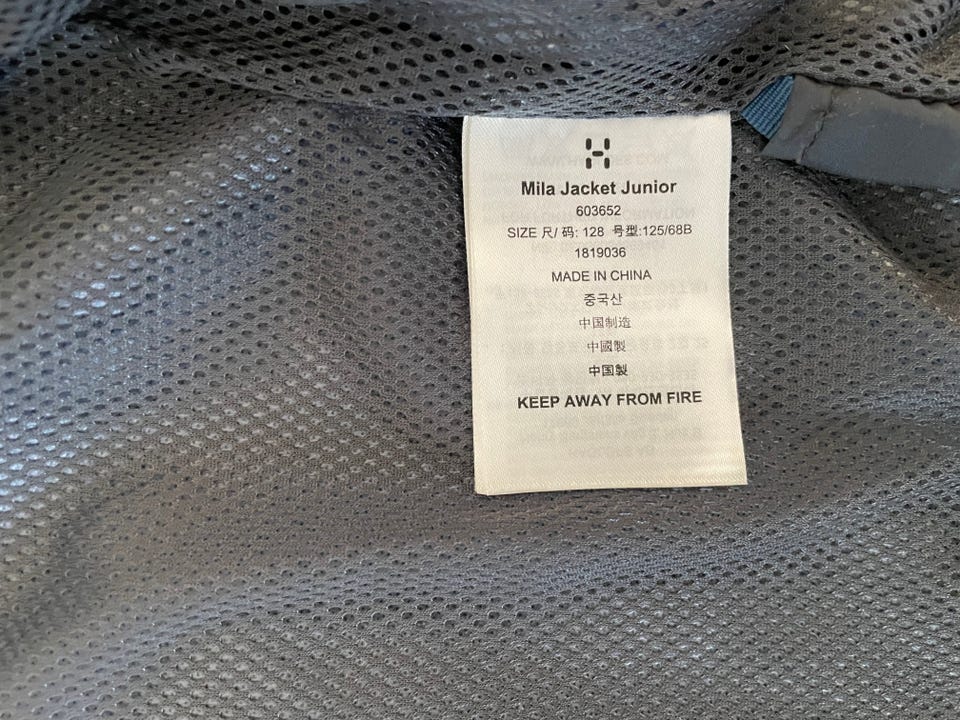 Mila Jacket Junior
603652
SIZE 尺/ 码: 128 号型:125/68B
1819036
MADE IN CHINA
중국산
中国制造
中國製
中国製
KEEP AWAY FROM FIRE